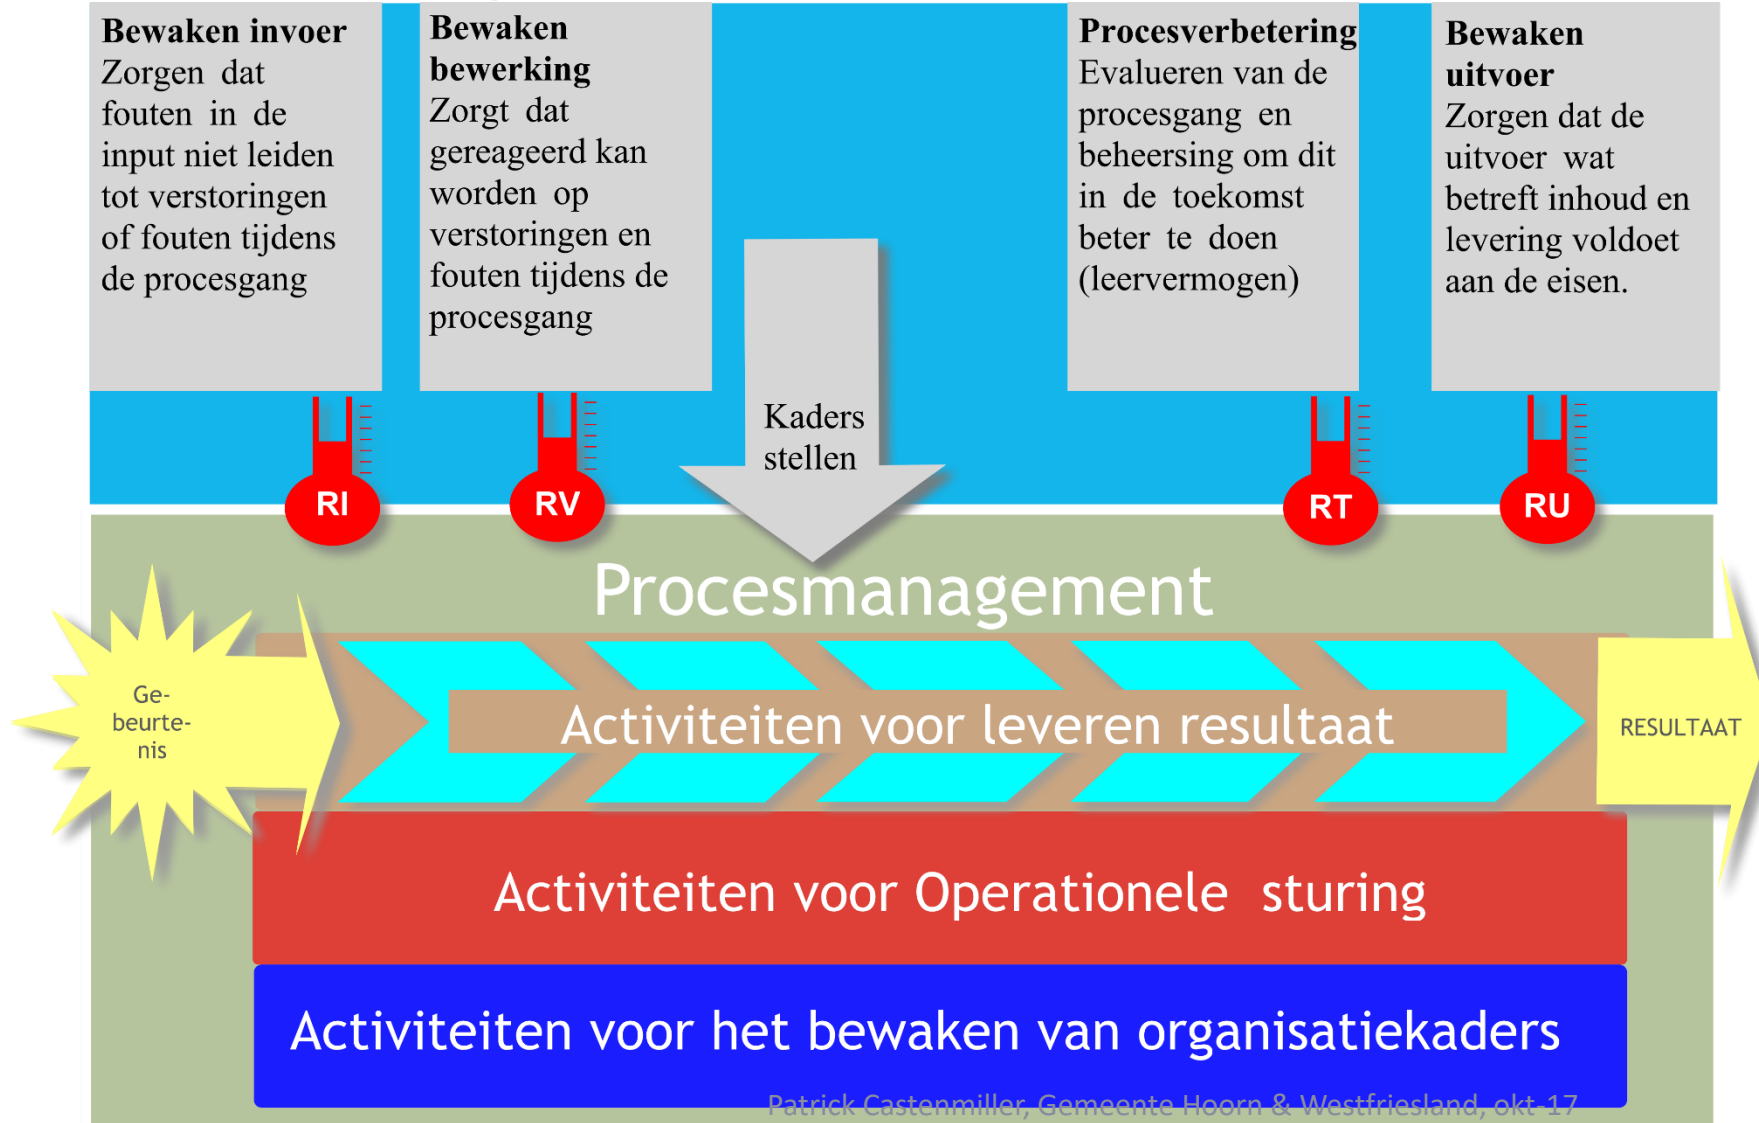 Bewaken invoer
Zorgen dat
fouten in de
input niet leiden
tot verstoringen
of fouten tijdens
de procesgang
Bewaken
bewerking
Zorgt dat
gereageerd kan
worden op
verstoringen en
fouten tijdens de
procesgang
Kaders
stellen
Procesverbetering
Evalueren van de
procesgang en
beheersing om dit
in de toekomst
beter te doen
(leervermogen)
Bewaken
uitvoer
Zorgen dat de
uitvoer wat
betreft inhoud en
levering voldoet
aan de eisen.
RI
RV
RT
RU
Procesmanagement
Ge-
beurte-
nis
Activiteiten voor leveren resultaat
RESULTAAT
Activiteiten voor Operationele sturing
Activiteiten voor het bewaken van organisatiekaders
Patrick Castenmiller, Gemeente Hoorn & Westfriesland, okt-17